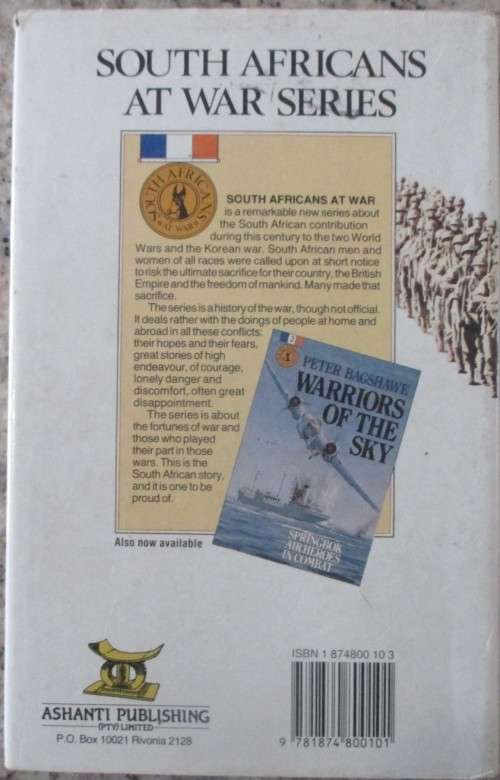 SOUTH AFRICANS
AT WAR SERIES
SOUTH AFRICANS
AT WAR
SOUTH AFRICANS AT WAR
is a remarkable new series about
the South African contribution
during this century to the two World
Wars and the Korean war. South African men and
women of all races were called upon at short notice
to risk the ultimate sacrifice for their country, the British
Empire and the freedom of mankind. Many made that
sacrifice.
The series is a history of the war, though not official.
It deals rather with the doings of people at home and
abroad in all these conflicts:
their hopes and their fears,
great stories of high
endeavour, of courage,
lonely danger and
discomfort, often great
disappointment.
The series is about
the fortunes of war and
those who played
their part in those
wars. This is the
South African story,
and it is one to be
proud of.
2
PETER BAGSHAWE
WARRIORS
OF THE
SKY
SPRINGBOK
AIR HEROES
IN COMBAT
Also now available
ASHANTI PUBLISHING
(PTY) LIMITED
P.O. Box 10021 Rivonia 2128
ISBN 1 874800 10 3
9 781874 800101